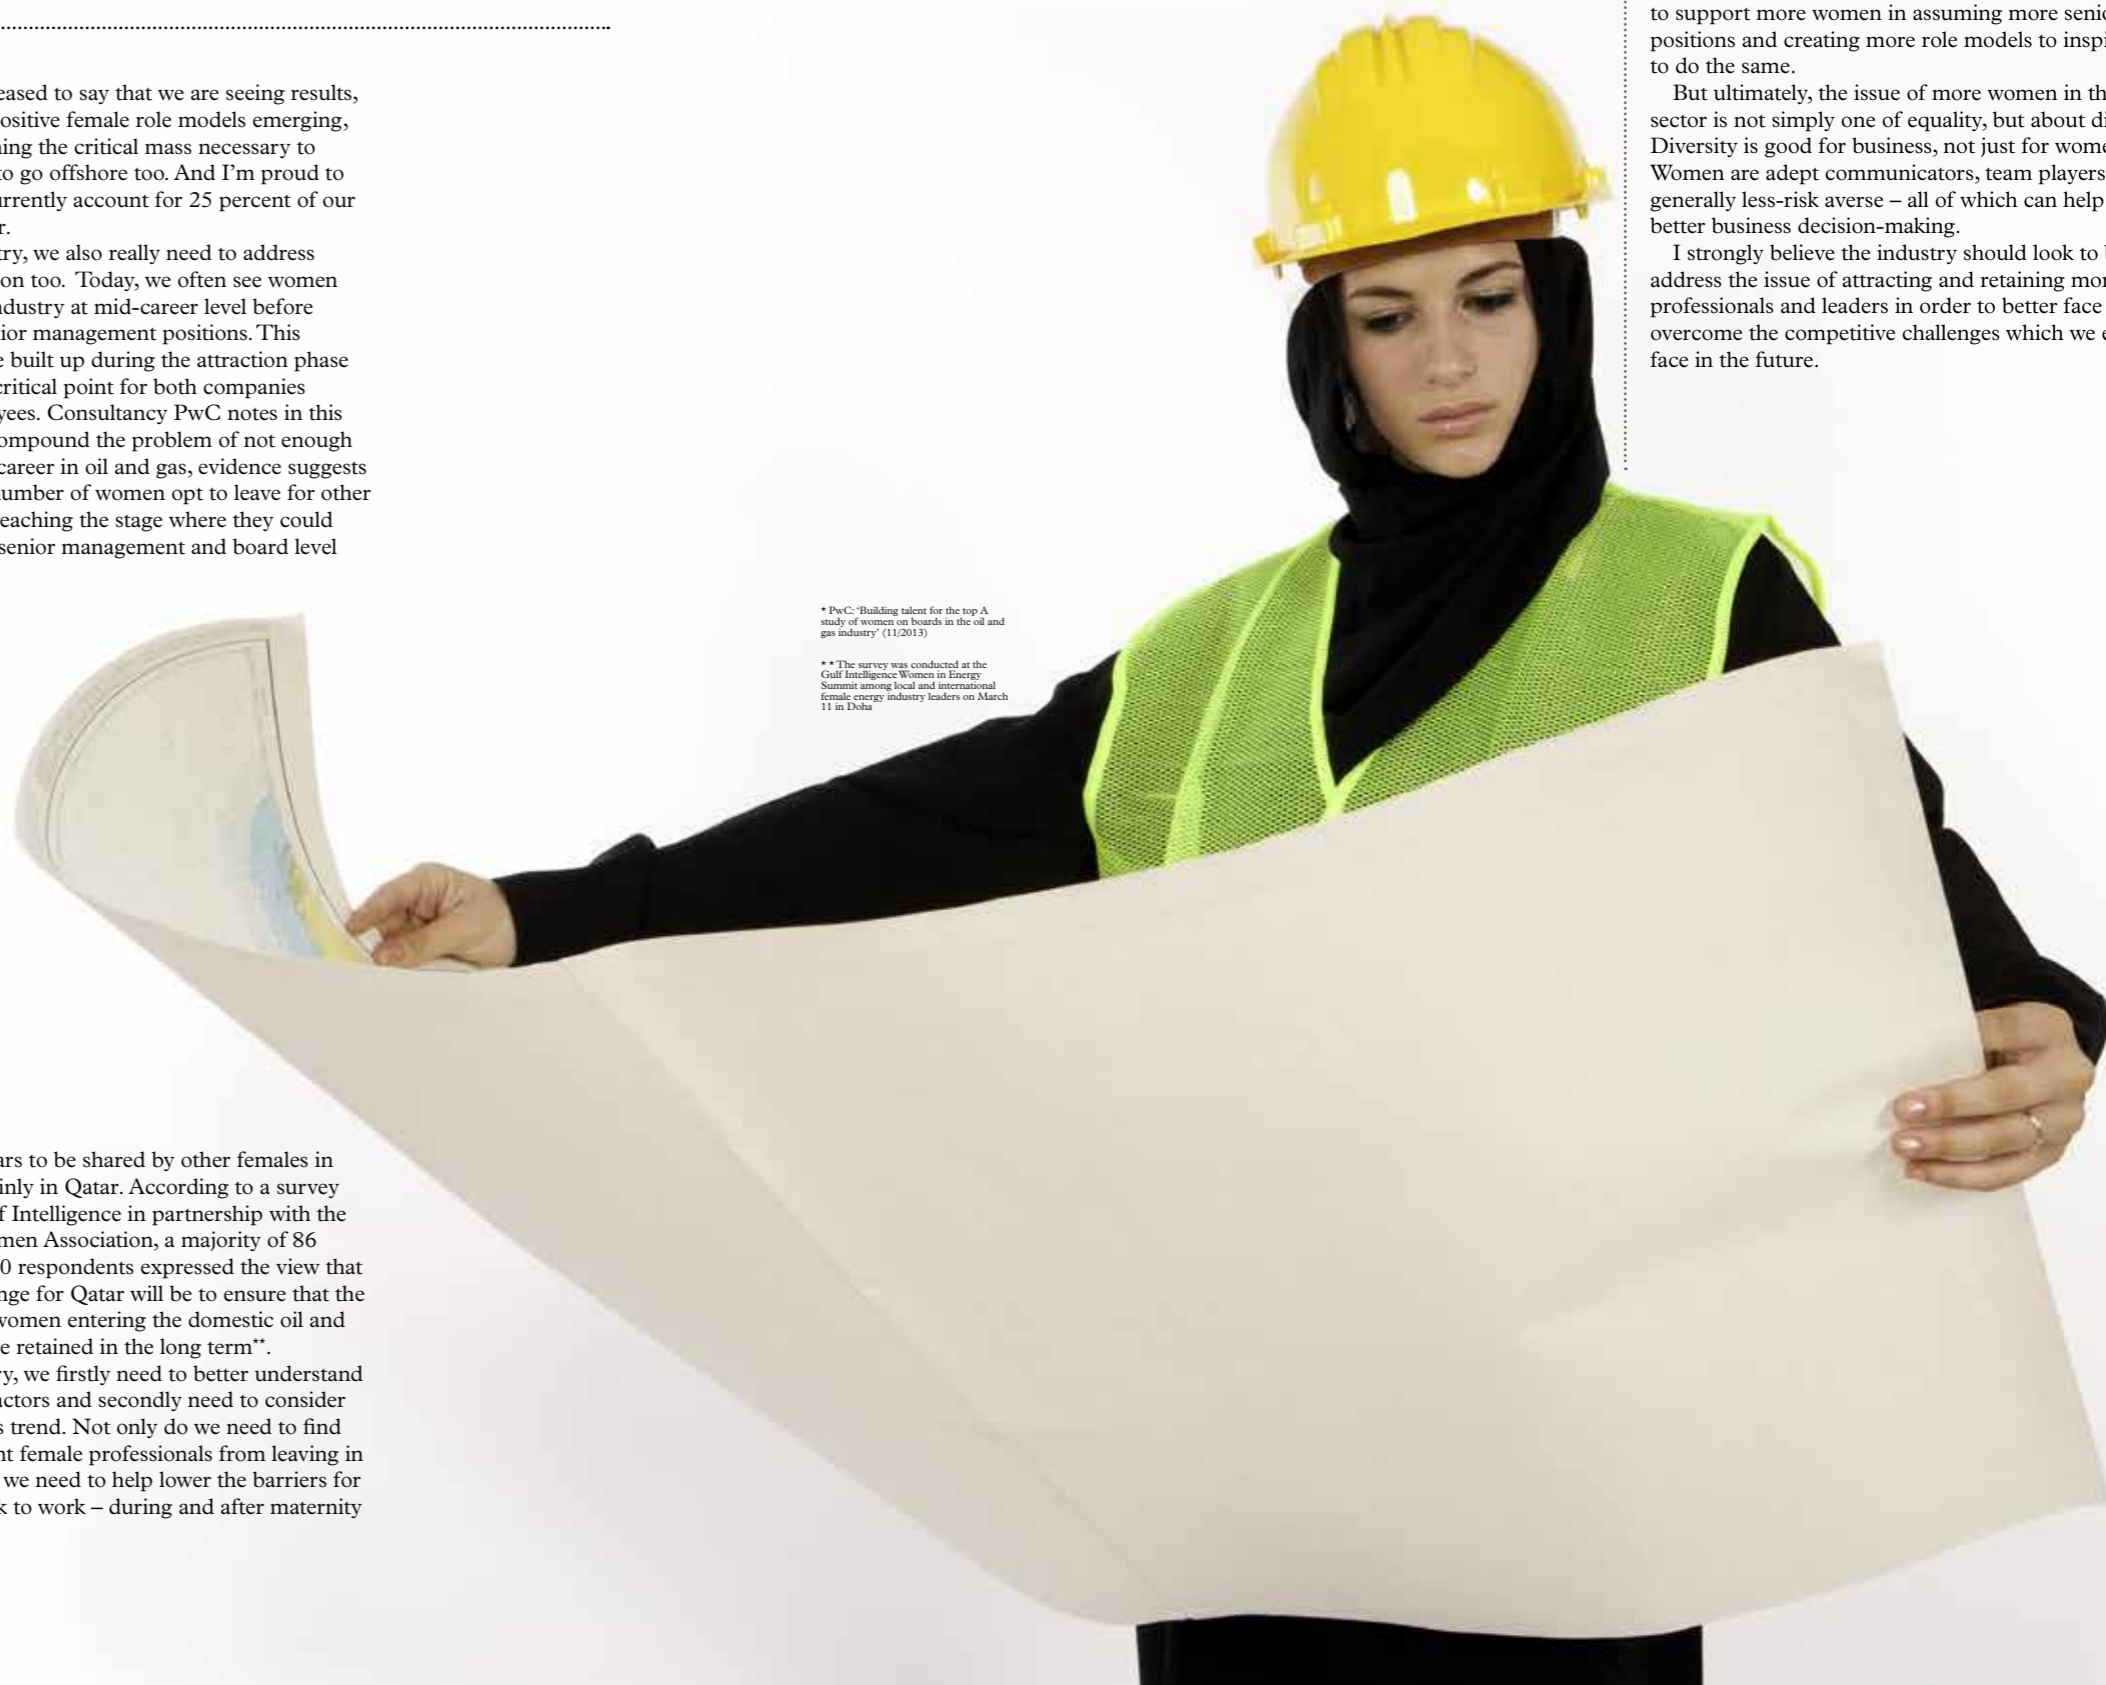 eased to say that we are seeing results,
ositive female role models emerging,
ning the critical mass necessary to
to go offshore too. And I'm proud to
urrently account for 25 percent of our
r.
try, we also really need to address
on too. Today, we often see women
ndustry at mid-career level before
nior management positions. This
e built up during the attraction phase
critical point for both companies
yees. Consultancy PwC notes in this
ompound the problem of not enough
career in oil and gas, evidence suggests
number of women opt to leave for other
reaching the stage where they could
senior management and board level
ars to be shared by other females in
inly in Qatar. According to a survey
f Intelligence in partnership with the
men Association, a majority of 86
0 respondents expressed the view that
nge for Qatar will be to ensure that the
women entering the domestic oil and
e retained in the long term**.
ry, we firstly need to better understand
actors and secondly need to consider
s trend. Not only do we need to find
nt female professionals from leaving in
we need to help lower the barriers for
k to work – during and after maternity
* PwC: 'Building talent for the top A
study of women on boards in the oil and
gas industry' (11/2013)
* * The survey was conducted at the
Gulf Intelligence Women in Energy
Summit among local and international
female energy industry leaders on March
11 in Doha
to support more women in assuming more senio
positions and creating more role models to inspi
to do the same.
But ultimately, the issue of more women in th
sector is not simply one of equality, but about di
Diversity is good for business, not just for wome
Women are adept communicators, team players
generally less-risk averse – all of which can help
better business decision-making.
I strongly believe the industry should look to
address the issue of attracting and retaining mor
professionals and leaders in order to better face
overcome the competitive challenges which we e
face in the future.